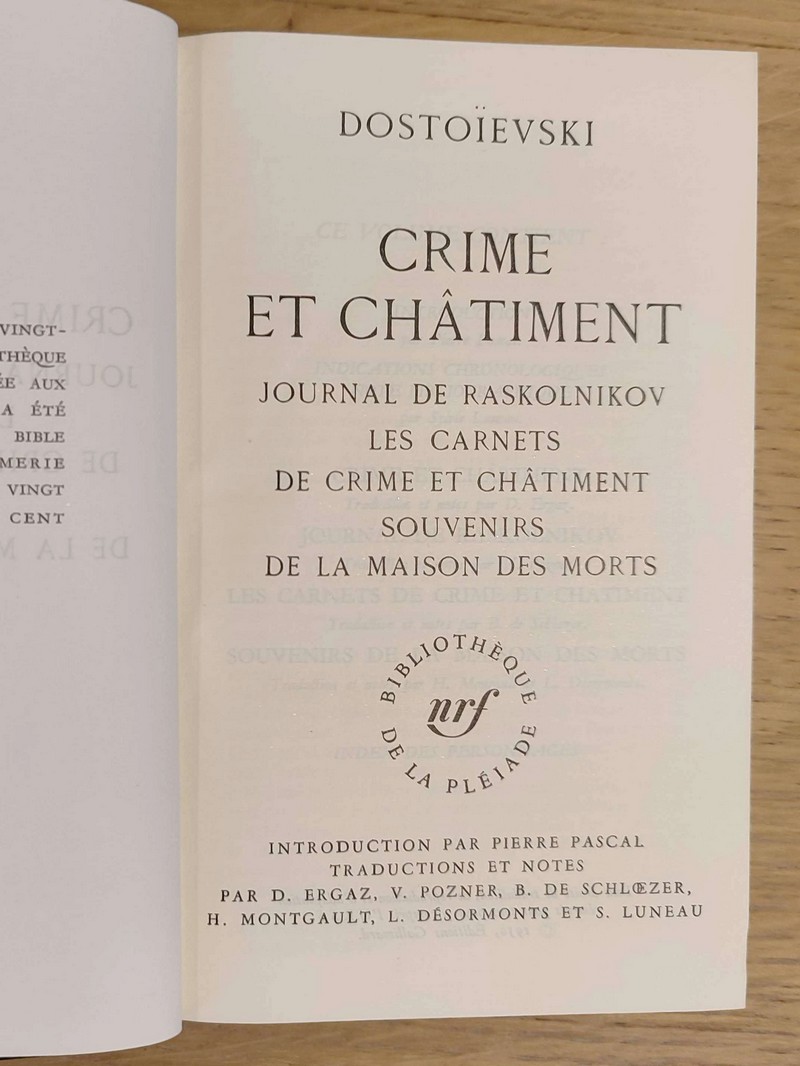 VINGT-
THÈQUE
ÉE AUX
A ÉTÉ
BIBLE
MERIE
VINGT
CENT
DOSTOÏEVSKI
CRIME
ET CHÂTIMENT
JOURNAL DE RASKOLNIKOV
LES CARNETS
DE CRIME ET CHÂTIMENT
SOUVENIRS
DE LA MAISON DES MORTS
BIBLIOTHÈQUE
nrf
DE LA PLÉIADE
INTRODUCTION PAR PIERRE PASCAL
TRADUCTIONS ET NOTES
PAR D. ERGAZ, V. POZNER, B. DE SCHLŒZER,
H. MONTGAULT, L. DÉSORMONTS ET S. LUNEAU